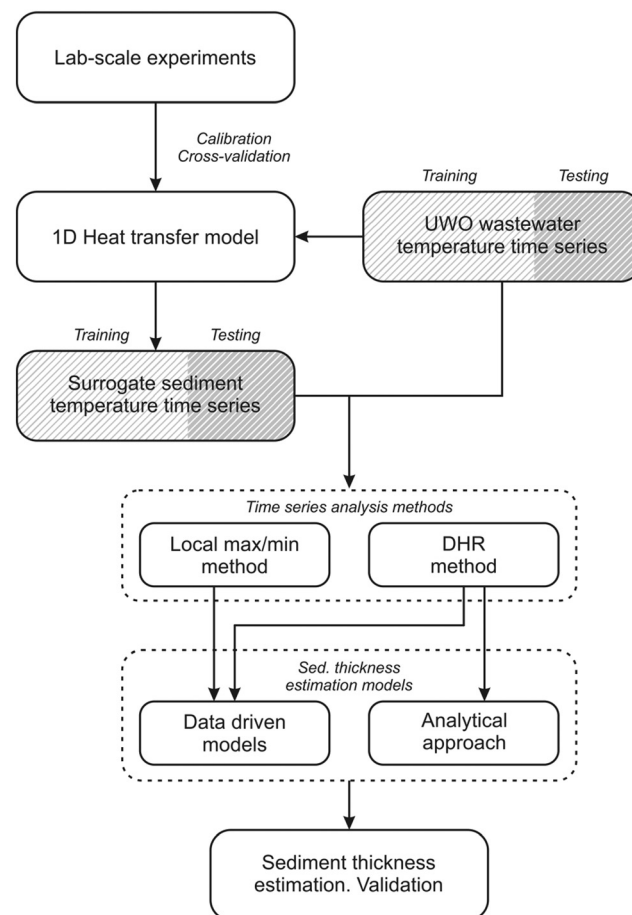 Lab-scale experiments
Calibration
Cross-validation
Training
Testing
1D Heat transfer model
UWO wastewater
temperature time series
Training
Testing
Surrogate sediment
temperature time series
Time series analysis methods
Local max/min
method
DHR
method
Sed. thickness
estimation models
Data driven
models
Analytical
approach
Sediment thickness
estimation. Validation